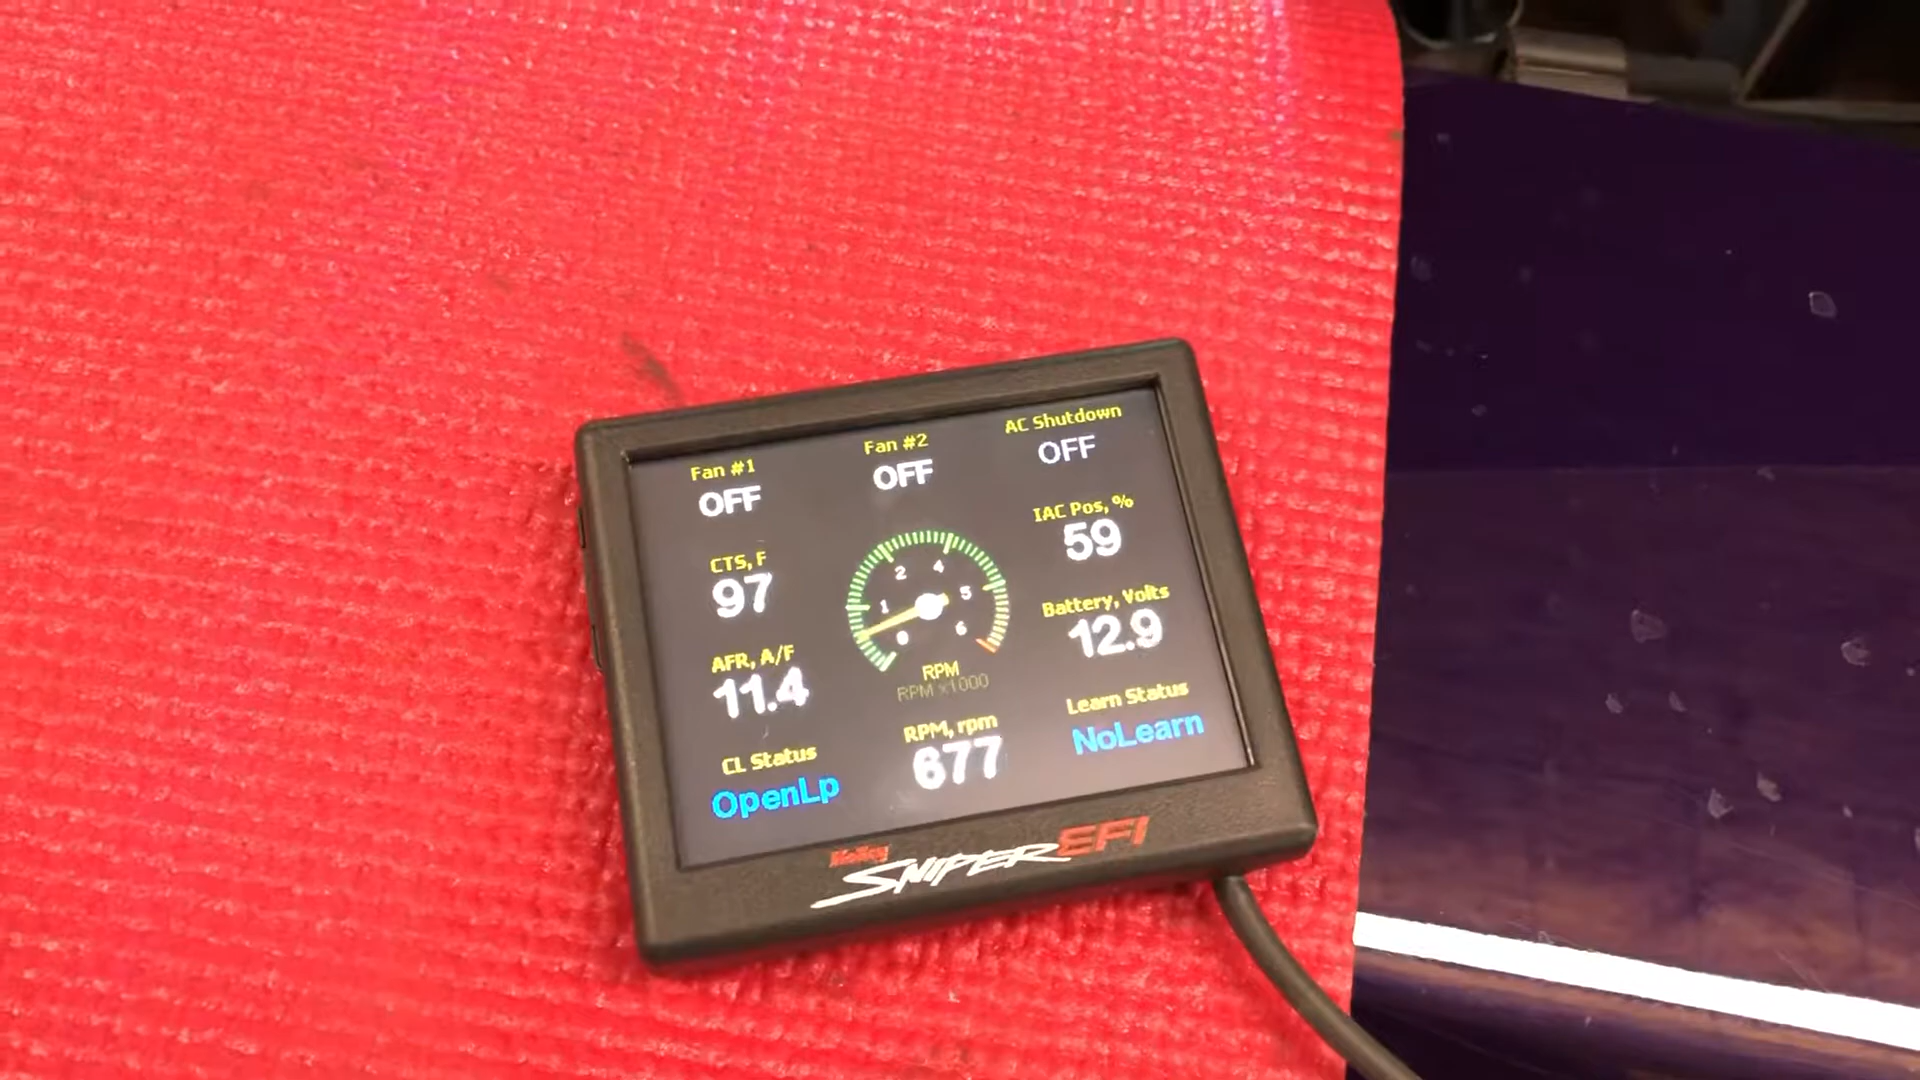 Fan #1
OFF
Fan #2
OFF
AC Shutdown
OFF
CTS, F
97
IAC Pos, %
59
AFR, A/F
11.4
0
1
2
4
5
6
RPM
RPM x1000
Battery, Volts
12.9
CL Status
OpenLp
RPM, rpm
677
Learn Status
NoLearn
Holley
SNIPER EFI